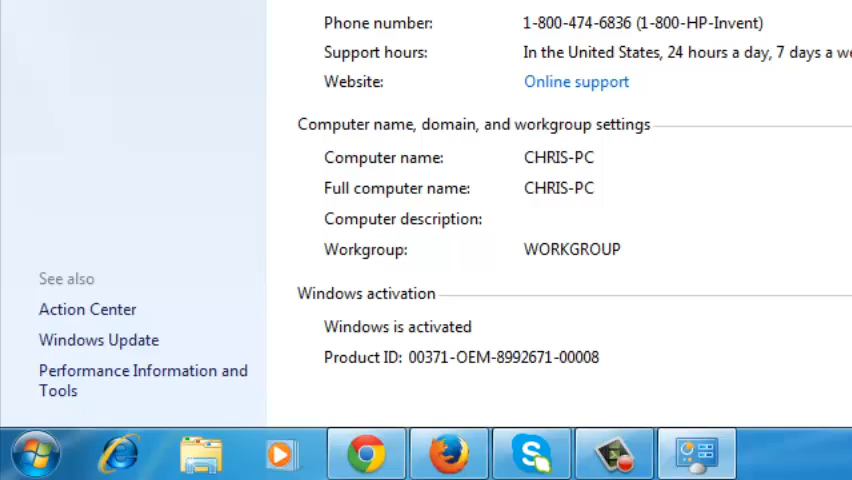 Phone number: 1-800-474-6836 (1-800-HP-Invent)
Support hours: In the United States, 24 hours a day, 7 days a we
Website: Online support
Computer name, domain, and workgroup settings
Computer name: CHRIS-PC
Full computer name: CHRIS-PC
Computer description:
Workgroup: WORKGROUP
Windows activation
Windows is activated
Product ID: 00371-OEM-8992671-00008
See also
Action Center
Windows Update
Performance Information and
Tools